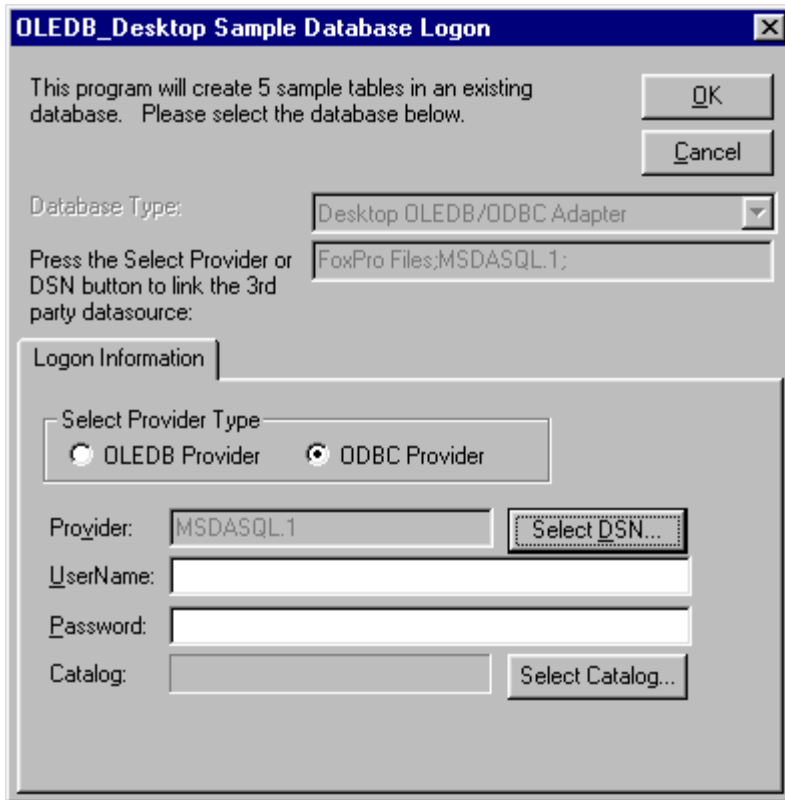 OLEDB_Desktop Sample Database Logon
This program will create 5 sample tables in an existing
database.   Please select the database below.
OK
Cancel
Database Type:
Desktop OLEDB/ODBC Adapter
Press the Select Provider or
DSN button to link the 3rd
party datasource:
FoxPro Files;MSDASQL.1;
Logon Information
Select Provider Type
OLEDB Provider
ODBC Provider
Provider:
MSDASQL.1
Select DSN...
UserName:
Password:
Catalog:
Select Catalog...